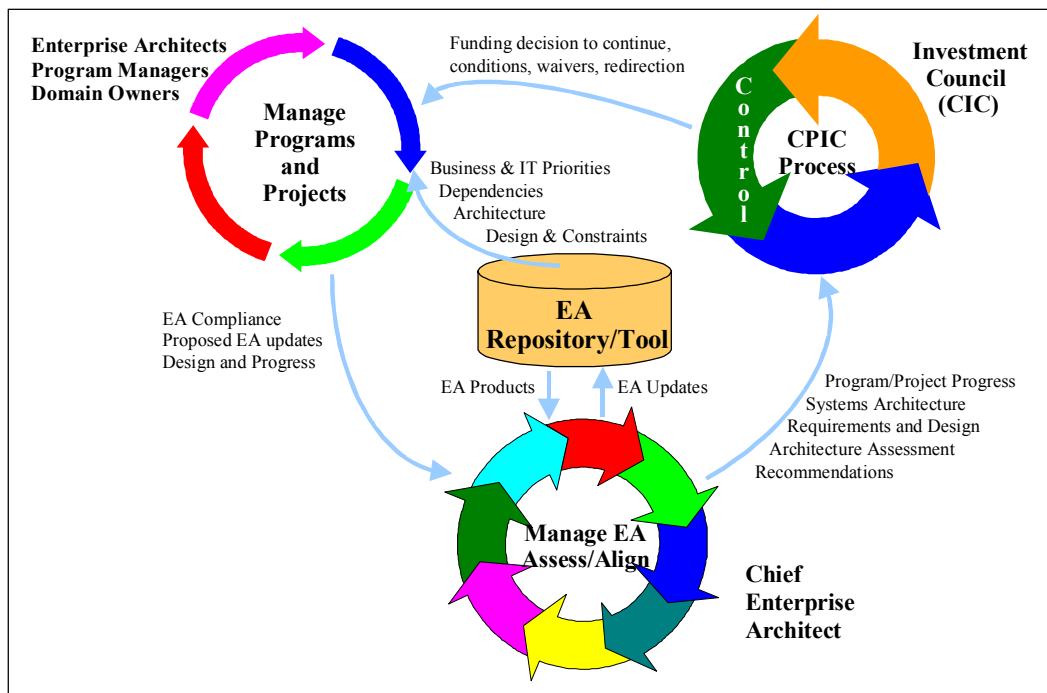 Enterprise Architects
Program Managers
Domain Owners
Manage
Programs
and
Projects
Funding decision to continue,
conditions, waivers, redirection
Control
CPIC
Process
Investment
Council
(CIC)
Business & IT Priorities
Dependencies
Architecture
Design & Constraints
EA
Repository/Tool
EA Compliance
Proposed EA updates
Design and Progress
EA Products
EA Updates
Program/Project Progress
Systems Architecture
Requirements and Design
Architecture Assessment
Recommendations
Manage EA
Assess/Align
Chief
Enterprise
Architect